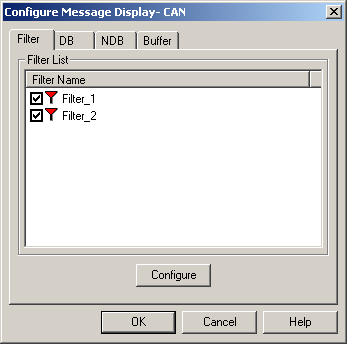 Configure Message Display- CAN
Filter DB NDB Buffer
Filter List
Filter Name
Filter_1
Filter_2
Configure
OK Cancel Help